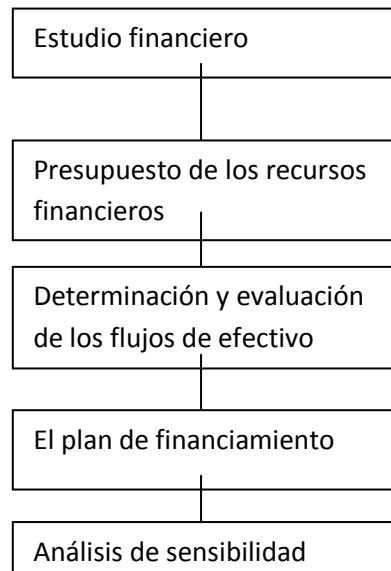 Estudio financiero
Presupuesto de los recursos
financieros
Determinación y evaluación
de los flujos de efectivo
El plan de financiamiento
Análisis de sensibilidad